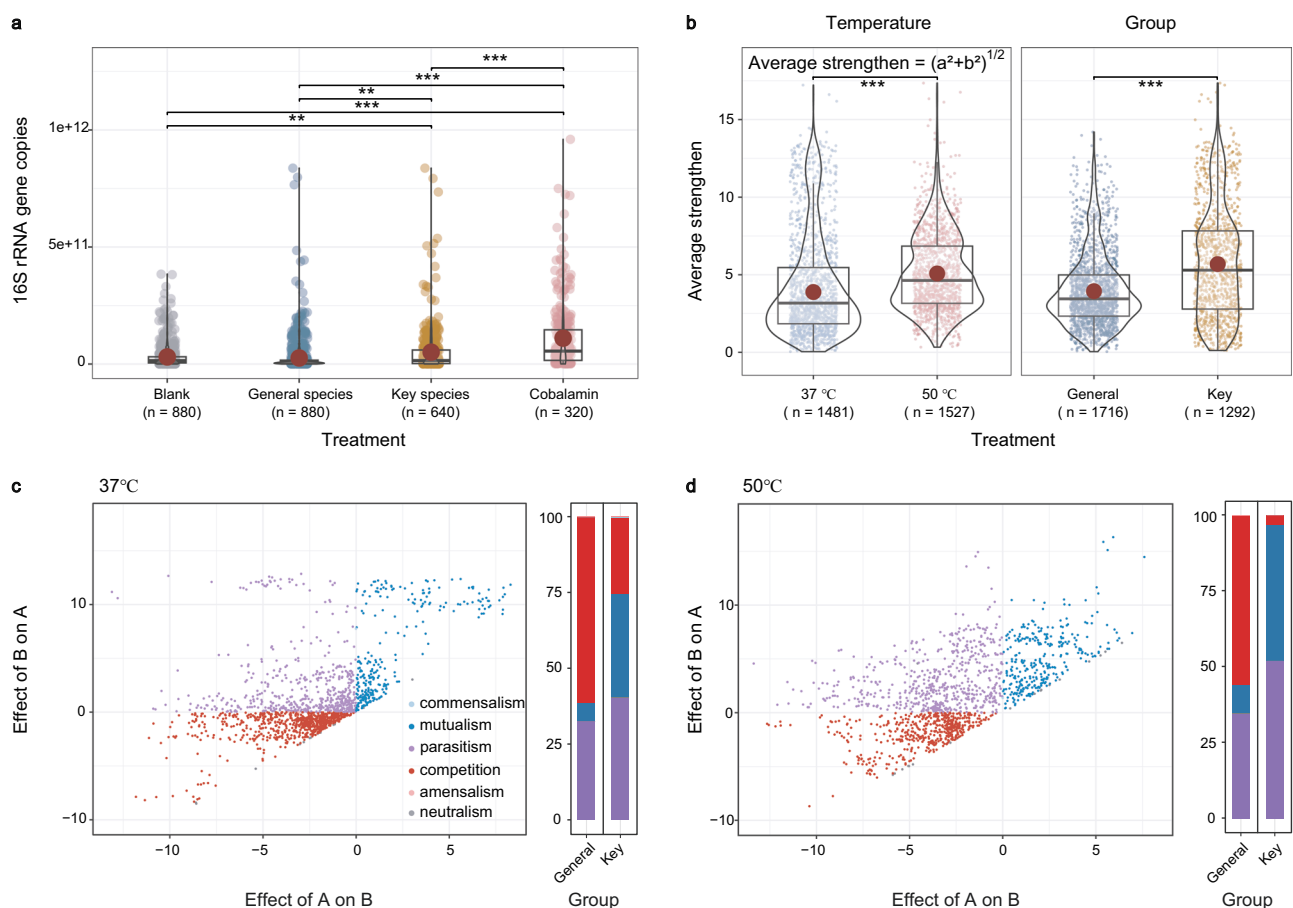 a
16S rRNA gene copies
1e+12
5e+11
0
***
***
**
***
**
Blank
(n = 880)
General species
(n = 880)
Key species
(n = 640)
Cobalamin
(n = 320)
Treatment
b
Temperature
Group
Average strengthen = (a²+b²)¹/²
***
***
Average strengthen
15
10
5
0
37 ℃
( n = 1481)
50 ℃
( n = 1527)
General
( n = 1716)
Key
( n = 1292)
Treatment
c
37℃
Effect of B on A
10
0
−10
−10
−5
0
5
Effect of A on B
commensalism
mutualism
parasitism
competition
amensalism
neutralism
100
75
50
25
0
General
Key
Group
d
50℃
Effect of B on A
10
0
−10
−10
−5
0
5
Effect of A on B
100
75
50
25
0
General
Key
Group